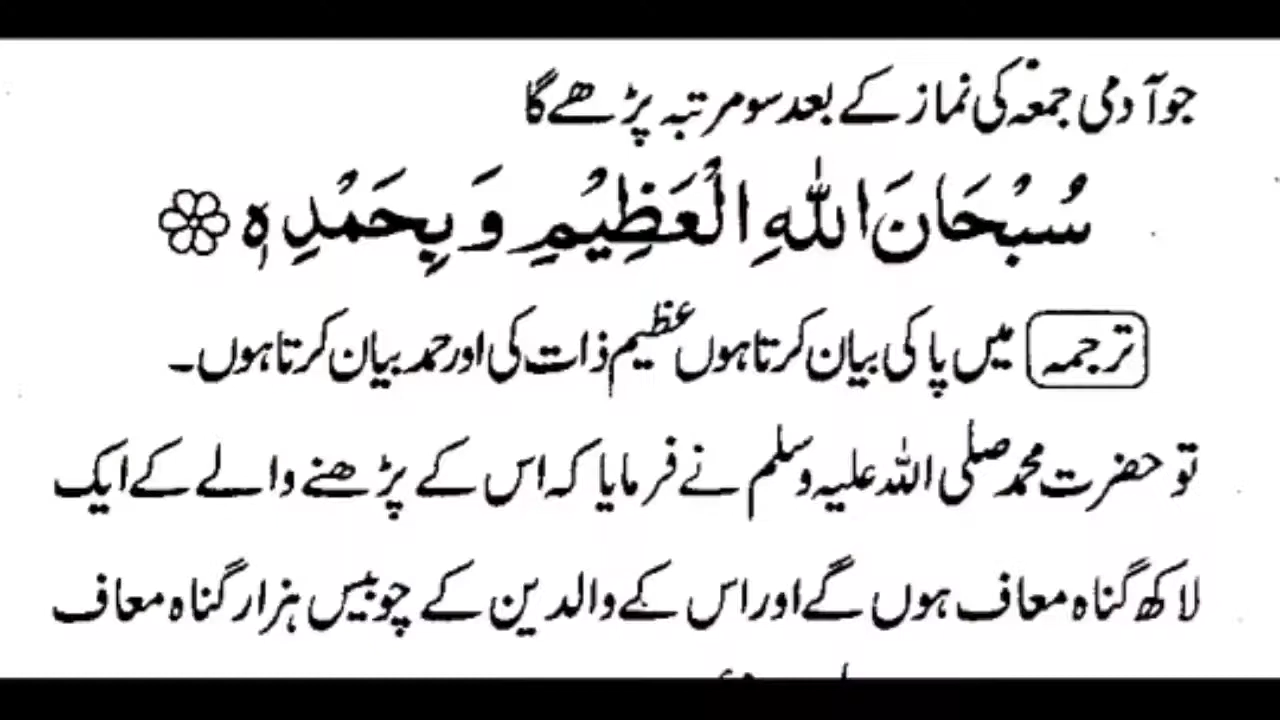 جو آدمی جمعہ کی نماز کے بعد سو مرتبہ پڑھے گا
سُبْحَانَ اللّٰهِ الْعَظِيْمِ وَبِحَمْدِهٖ
ترجمہ میں پاکی بیان کرتا ہوں عظیم ذات کی اور حمد بیان کرتا ہوں۔
تو حضرت محمد صلی اللہ علیہ وسلم نے فرمایا کہ اس کے پڑھنے والے کے ایک
لاکھ گناہ معاف ہوں گے اور اس کے والدین کے چوبیس ہزار گناہ معاف